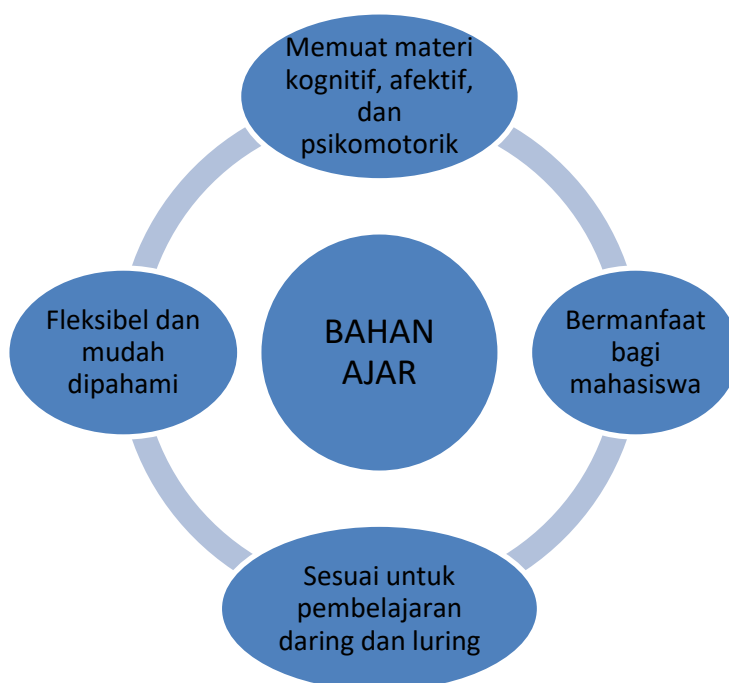 Memuat materi
kognitif, afektif,
dan
psikomotorik
Fleksibel dan
mudah
dipahami
BAHAN
AJAR
Bermanfaat
bagi
mahasiswa
Sesuai untuk
pembelajaran
daring dan luring